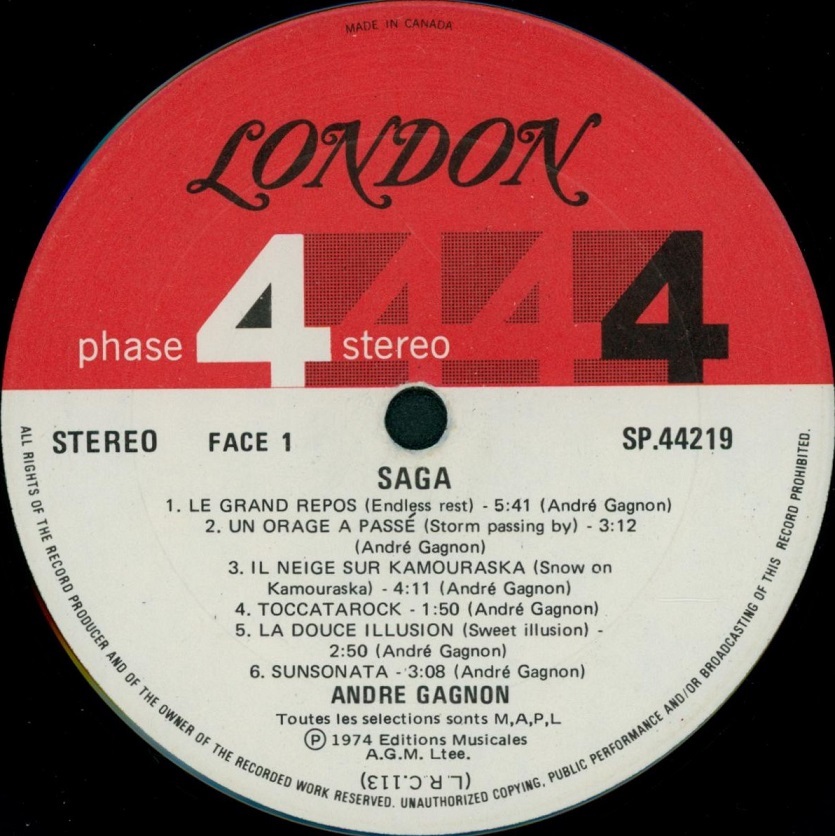 MADE IN CANADA
LONDON
4 4 4 4
phase stereo
STEREO FACE 1 SP.44219
SAGA
1. LE GRAND REPOS (Endless rest) - 5:41 (André Gagnon)
2. UN ORAGE A PASSÉ (Storm passing by) - 3:12
(André Gagnon)
3. IL NEIGE SUR KAMOURASKA (Snow on
Kamouraska) - 4:11 (André Gagnon)
4. TOCCATAROCK - 1:50 (André Gagnon)
5. LA DOUCE ILLUSION (Sweet illusion) -
2:50 (André Gagnon)
6. SUNSONATA - 3:08 (André Gagnon)
ANDRE GAGNON
Toutes les selections sonts M,A,P,L
Ⓟ 1974 Editions Musicales
A.G.M. Ltee.
(L.R.C.113)
ALL RIGHTS OF THE RECORD PRODUCER AND OF THE OWNER OF THE RECORDED WORK RESERVED. UNAUTHORIZED COPYING, PUBLIC PERFORMANCE AND/OR BROADCASTING OF THIS RECORD PROHIBITED.